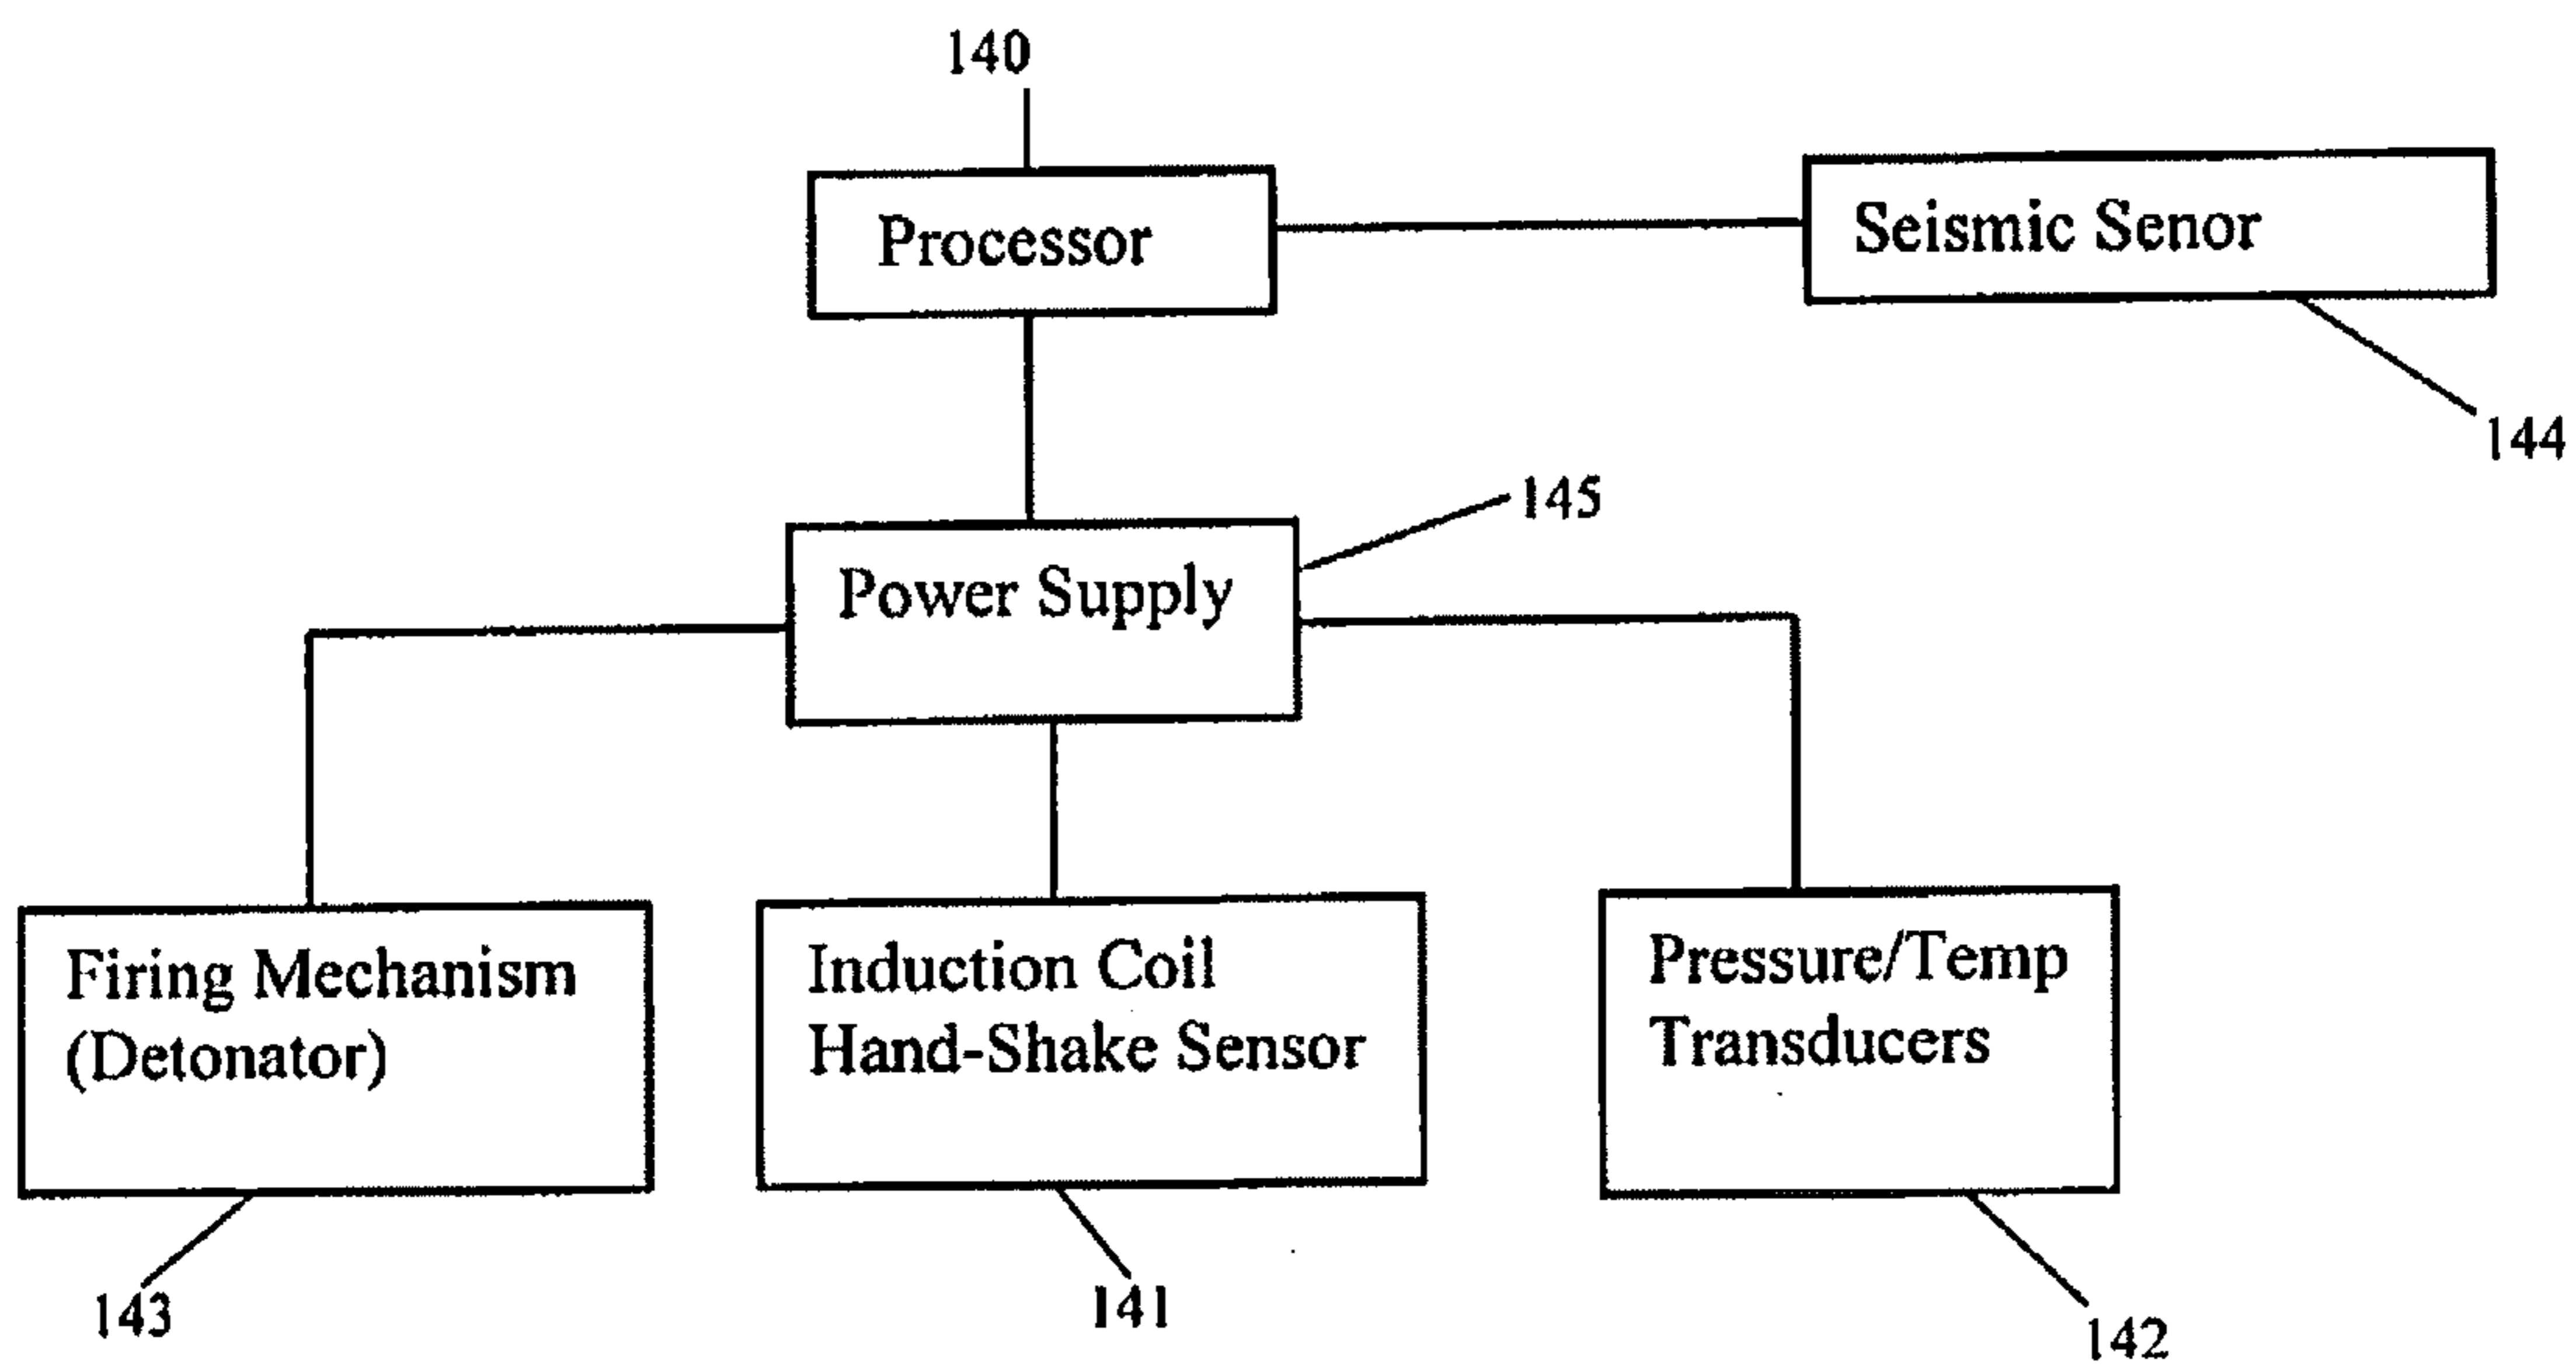 140
Processor
Seismic Senor
144
145
Power Supply
Firing Mechanism
(Detonator)
Induction Coil
Hand-Shake Sensor
Pressure/Temp
Transducers
143
141
142